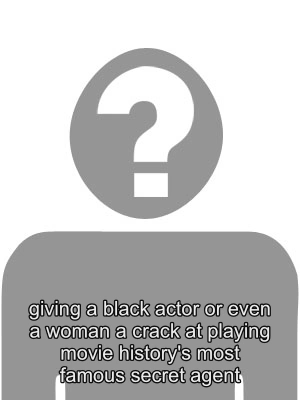 giving a black actor or even
a woman a crack at playing
movie history's most
famous secret agent